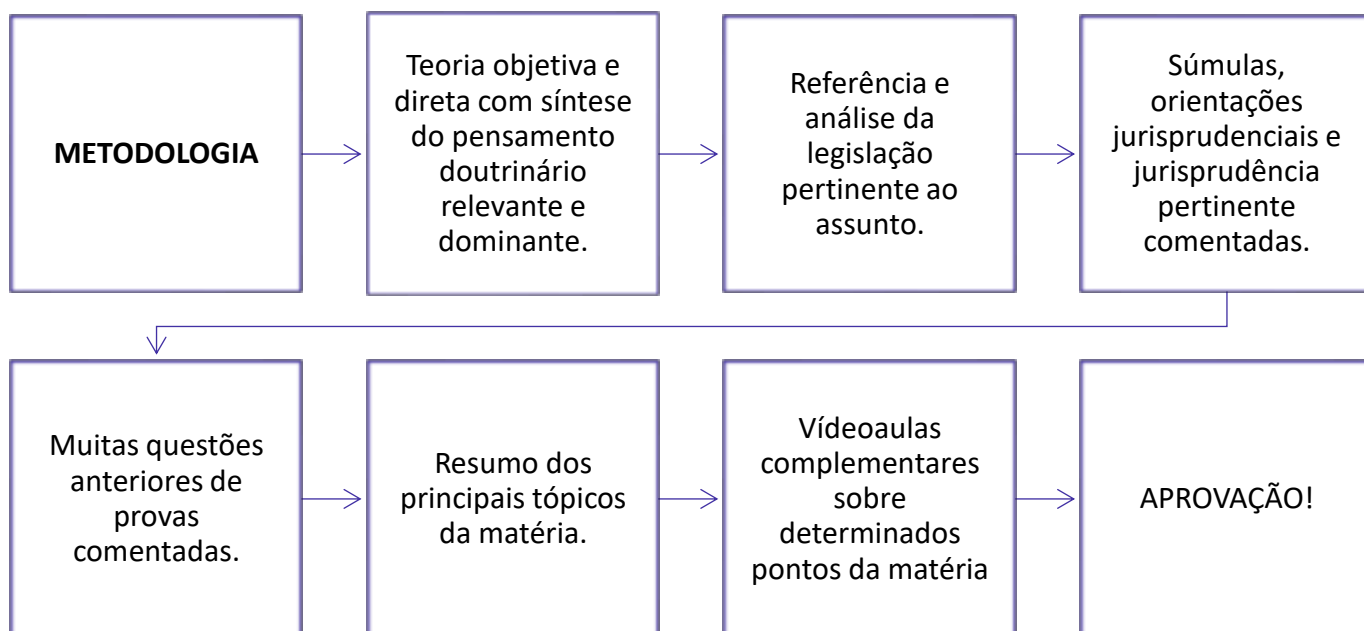 METODOLOGIA
Teoria objetiva e
direta com síntese
do pensamento
doutrinário
relevante e
dominante.
Referência e
análise da
legislação
pertinente ao
assunto.
Súmulas,
orientações
jurisprudenciais e
jurisprudência
pertinente
comentadas.
Muitas questões
anteriores de
provas
comentadas.
Resumo dos
principais tópicos
da matéria.
Vídeoaulas
complementares
sobre
determinados
pontos da matéria
APROVAÇÃO!